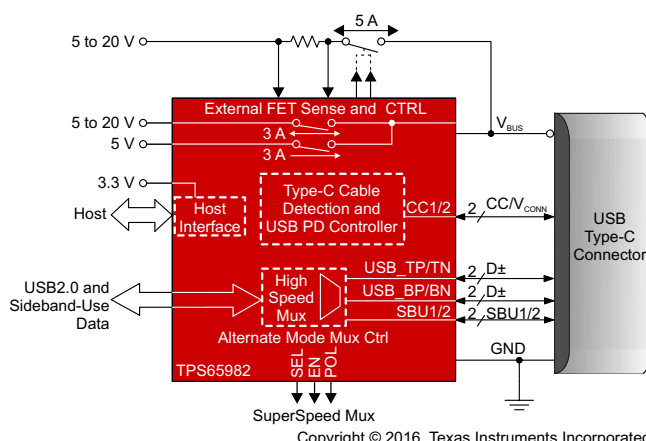 5 A
5 to 20 V
External FET Sense and CTRL
5 to 20 V
3 A
5 V
3 A
VBUS
3.3 V
Host
Host
Interface
Type-C Cable
Detection and
USB PD Controller
CC1/2
2
CC/VCONN
USB
Type-C
Connector
USB2.0 and
Sideband-Use
Data
High
Speed
Mux
USB_TP/TN
2
D±
USB_BP/BN
2
D±
SBU1/2
2
SBU1/2
Alternate Mode Mux Ctrl
GND
SEL
EN
POL
TPS65982
SuperSpeed Mux
Copyright © 2016, Texas Instruments Incorporated